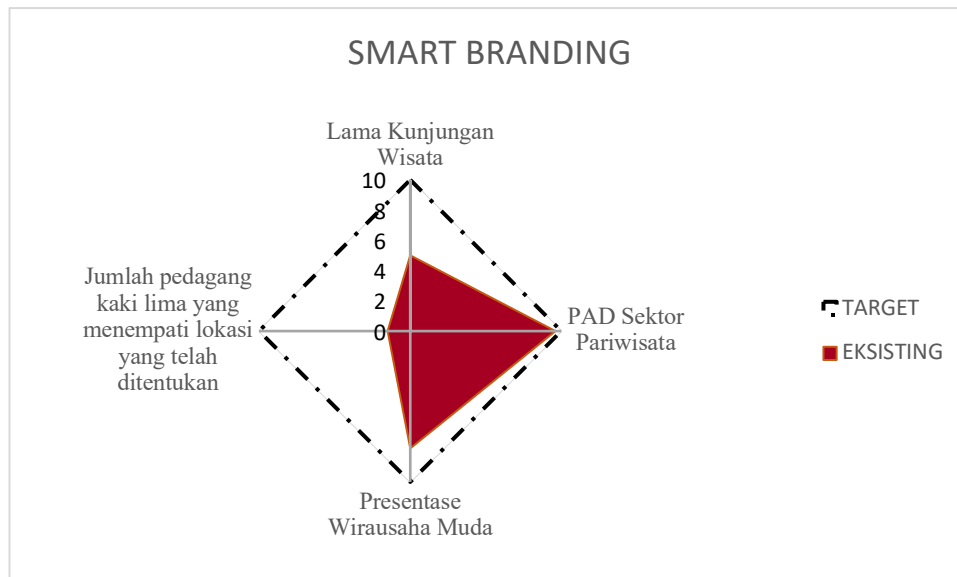 SMART BRANDING
Lama Kunjungan
Wisata
10
8
6
4
2
0
Jumlah pedagang
kaki lima yang
menempati lokasi
yang telah
ditentukan
PAD Sektor
Pariwisata
Presentase
Wirausaha Muda
TARGET
EKSISTING